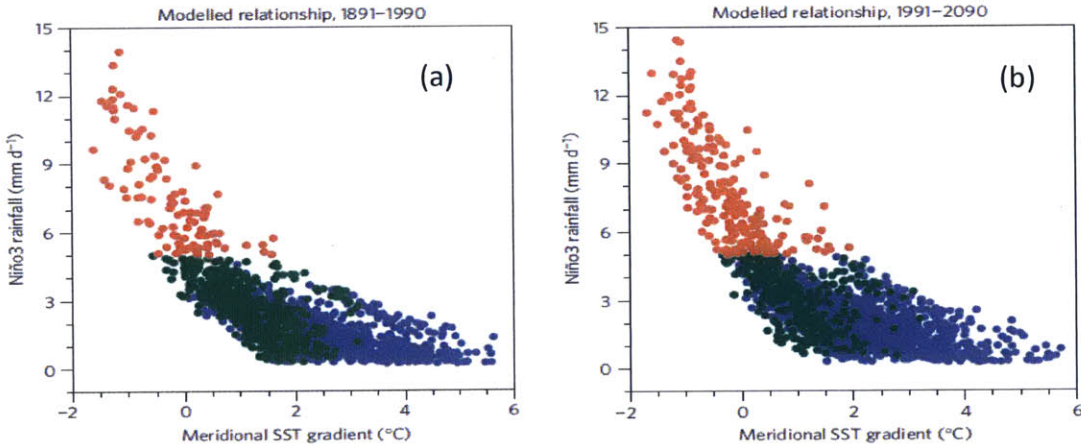 Modelled relationship, 1891–1990
15
12
9
6
3
0
Niño3 rainfall (mm d⁻¹)
(a)
−2
0
2
4
6
Meridional SST gradient (°C)
Modelled relationship, 1991–2090
15
12
9
6
3
0
Niño3 rainfall (mm d⁻¹)
(b)
−2
0
2
4
6
Meridional SST gradient (°C)